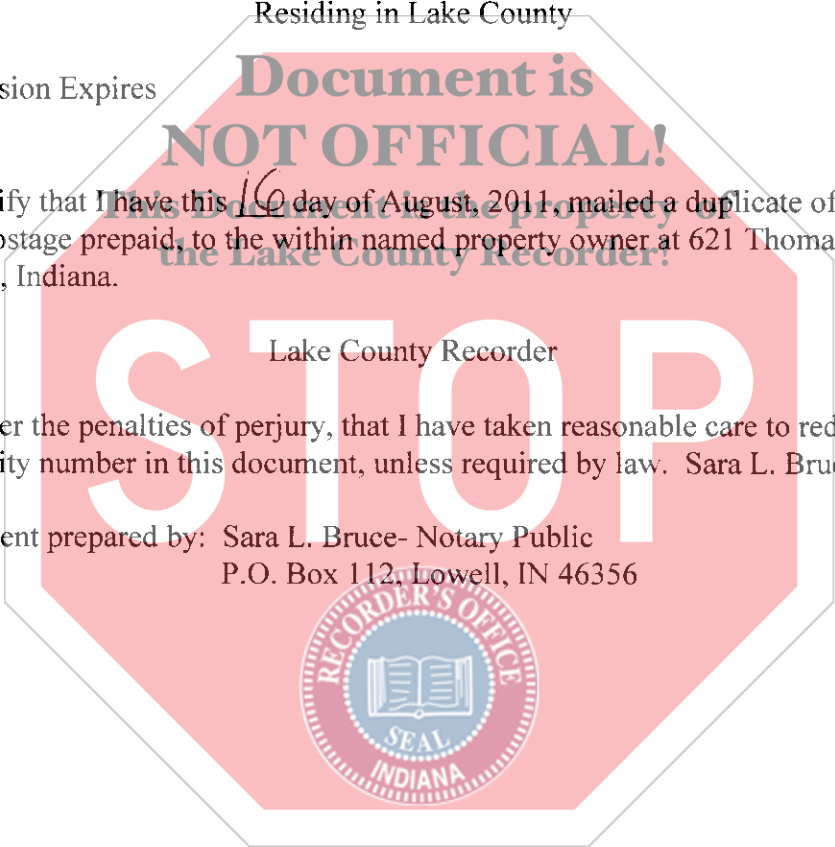 Residing in Lake County
Document is
sion Expires
NOT OFFICIAL!
ify that I have this 16 day of August, 2011, mailed a duplicate of
This Document is the property of
ostage prepaid, to the within named property owner at 621 Thoma
the Lake County Recorder!
, Indiana.
STOP
Lake County Recorder
er the penalties of perjury, that I have taken reasonable care to red
ity number in this document, unless required by law. Sara L. Bru
ent prepared by: Sara L. Bruce- Notary Public
P.O. Box 112, Lowell, IN 46356
RECORDER'S OFFICE
SEAL
INDIANA